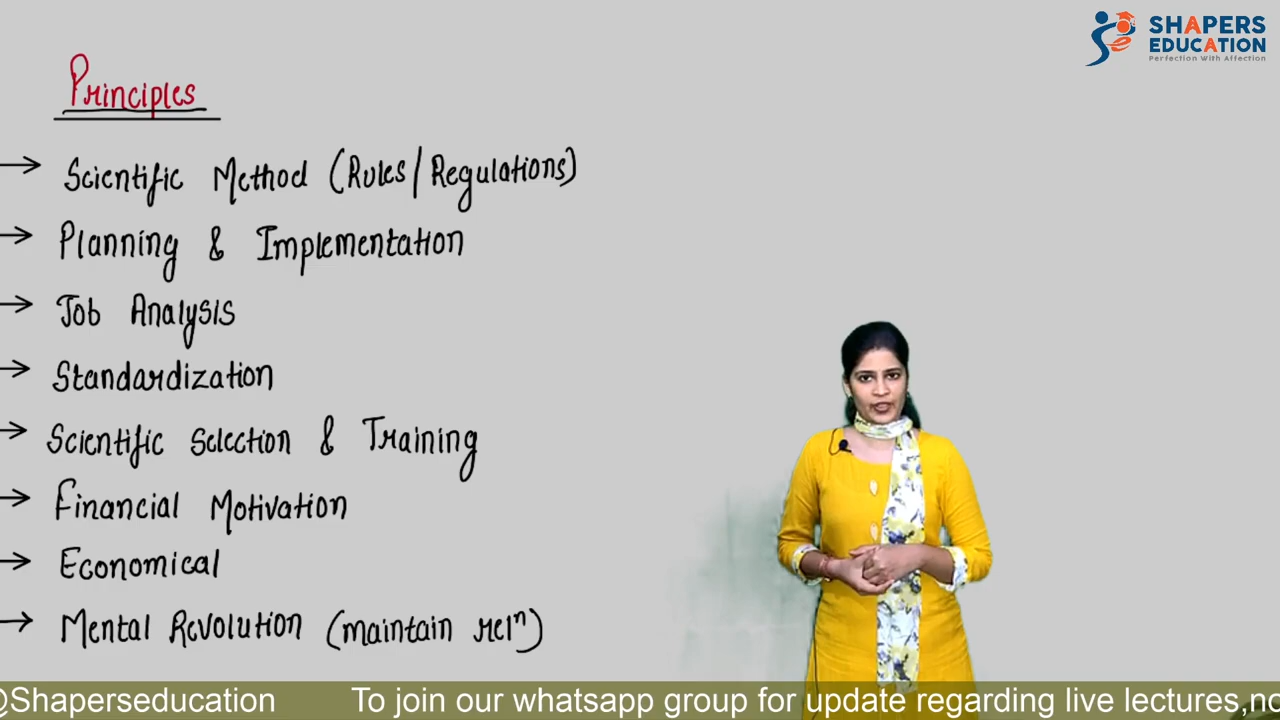 SHAPERS
EDUCATION
Perfection With Affection
Principles
→ Scientific Method (Rules/Regulations)
→ Planning & Implementation
→ Job Analysis
→ Standardization
→ Scientific Selection & Training
→ Financial Motivation
→ Economical
→ Mental Revolution (maintain relⁿ)
@Shaperseducation To join our whatsapp group for update regarding live lectures,no